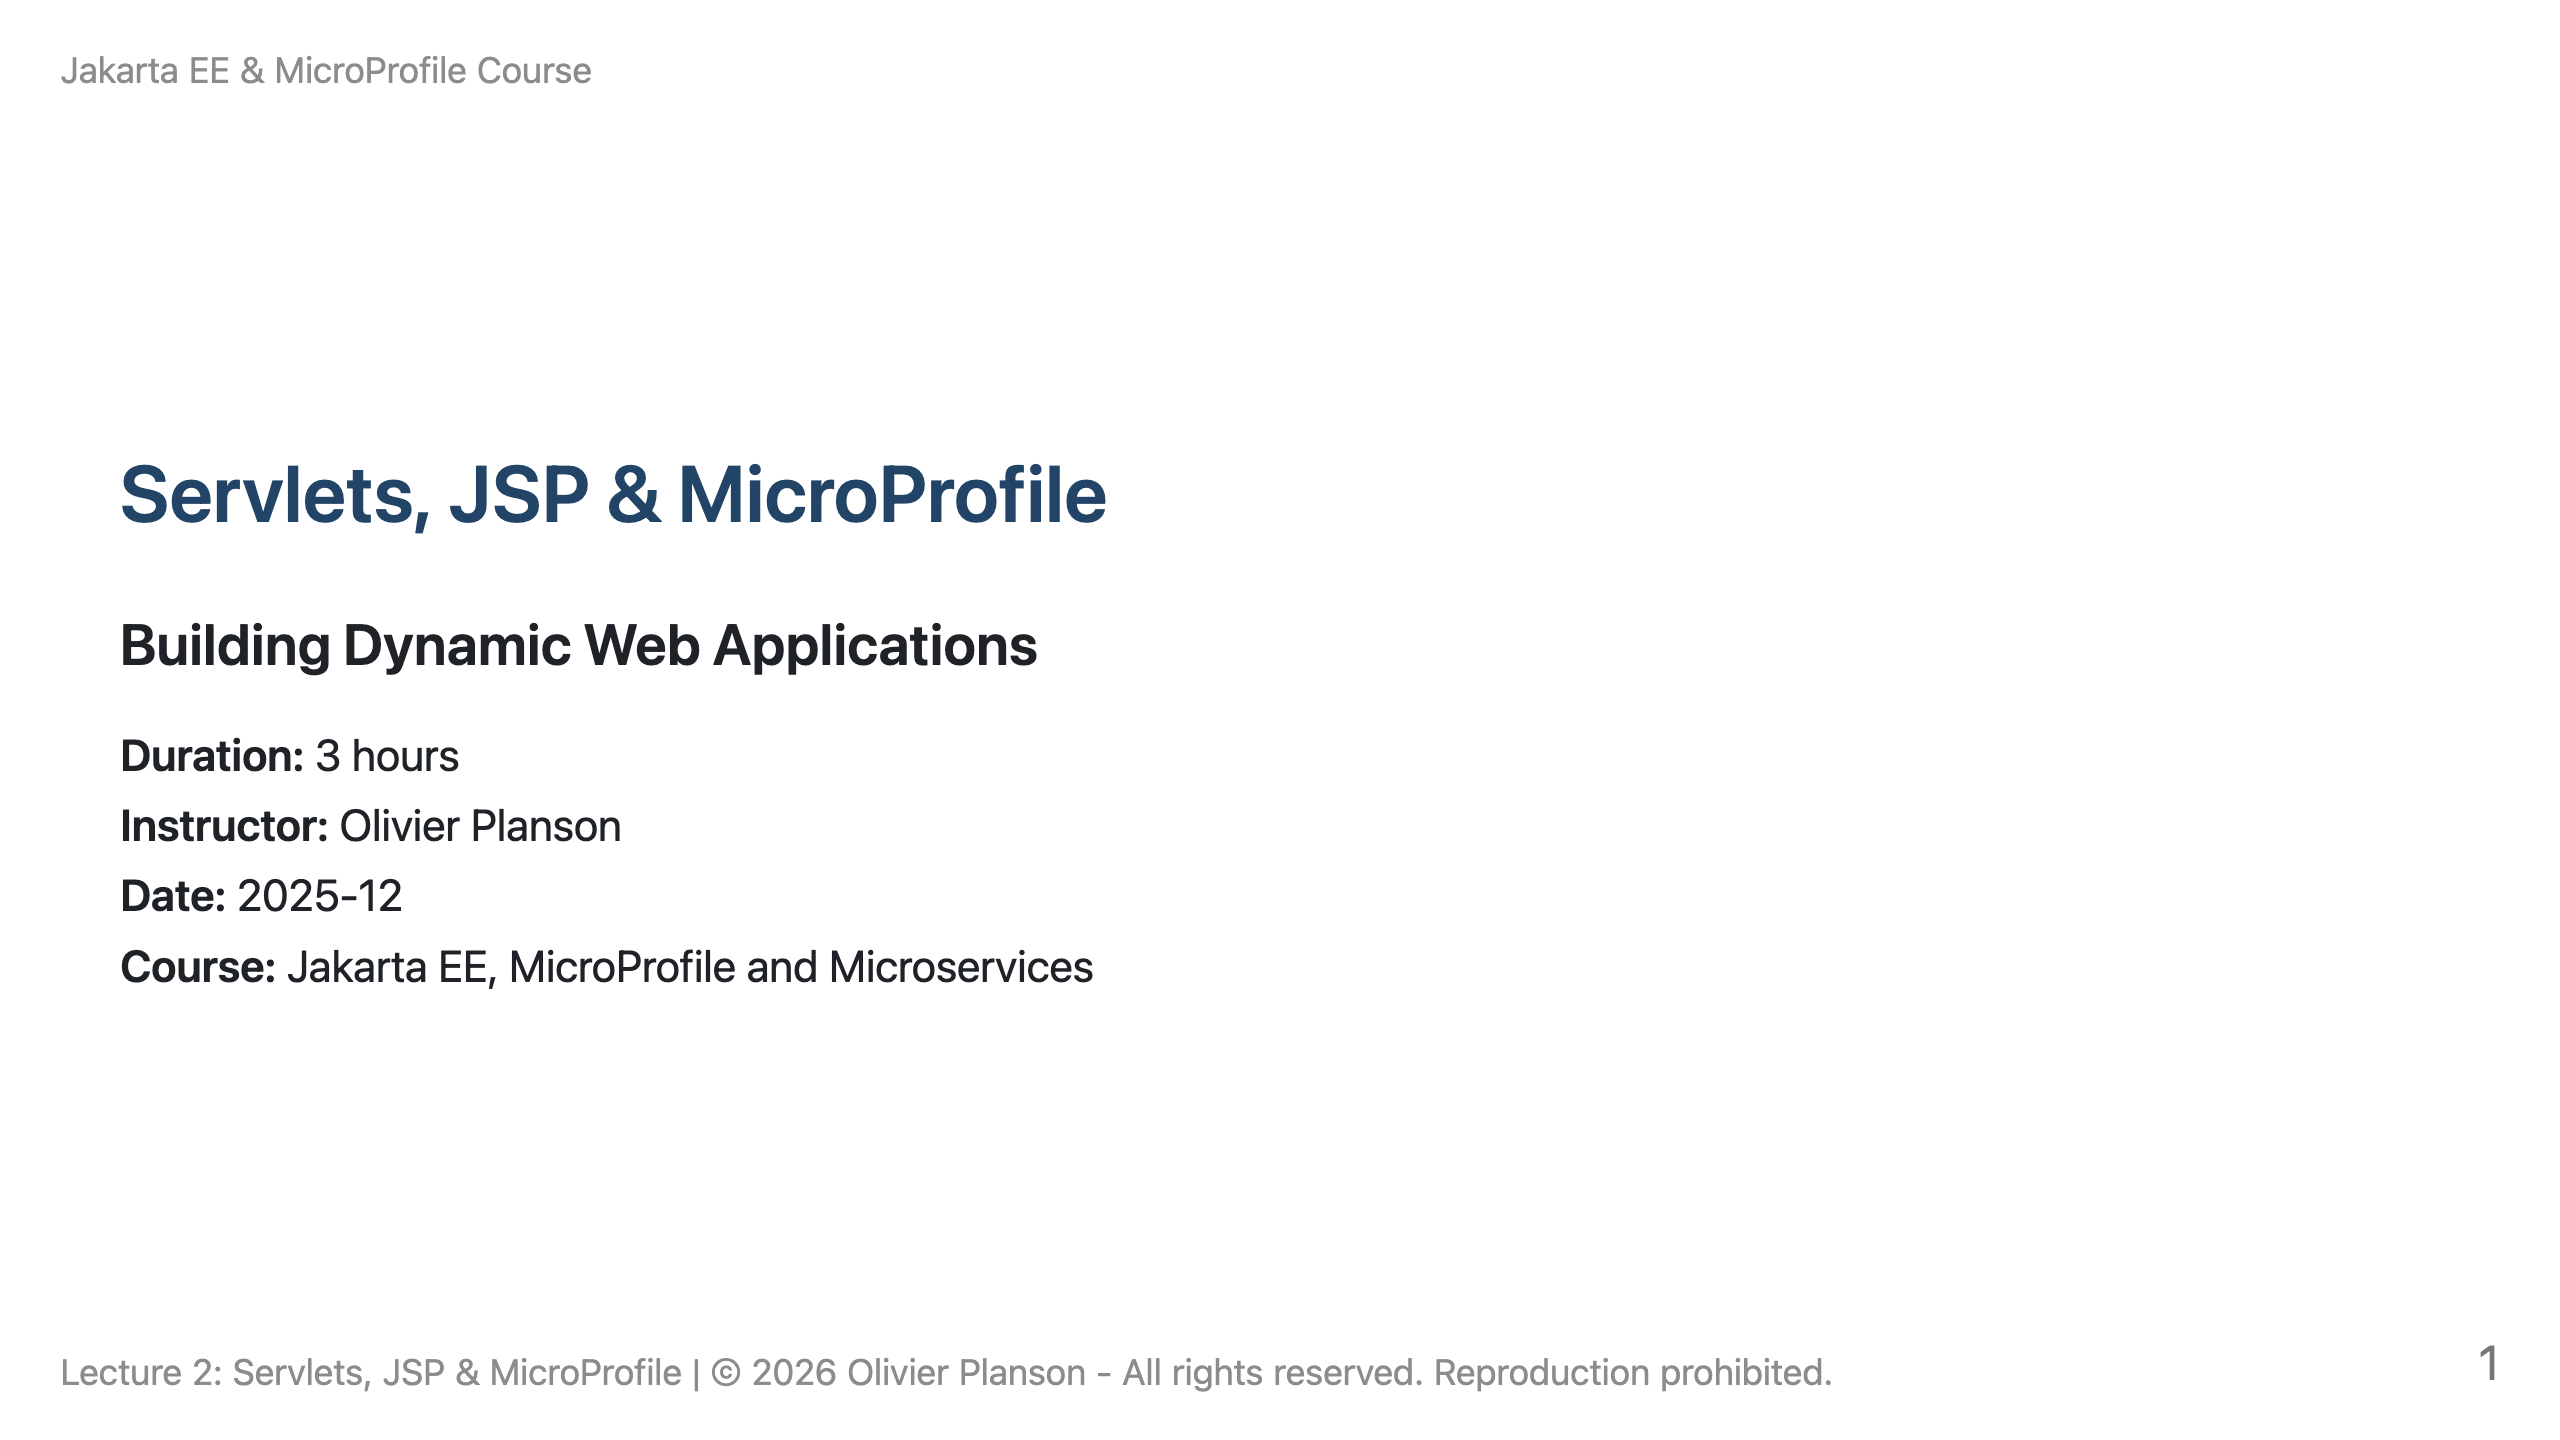 Jakarta EE & MicroProfile Course
Servlets, JSP & MicroProfile
Building Dynamic Web Applications
Duration: 3 hours
Instructor: Olivier Planson
Date: 2025-12
Course: Jakarta EE, MicroProfile and Microservices
Lecture 2: Servlets, JSP & MicroProfile | © 2026 Olivier Planson - All rights reserved. Reproduction prohibited.
1